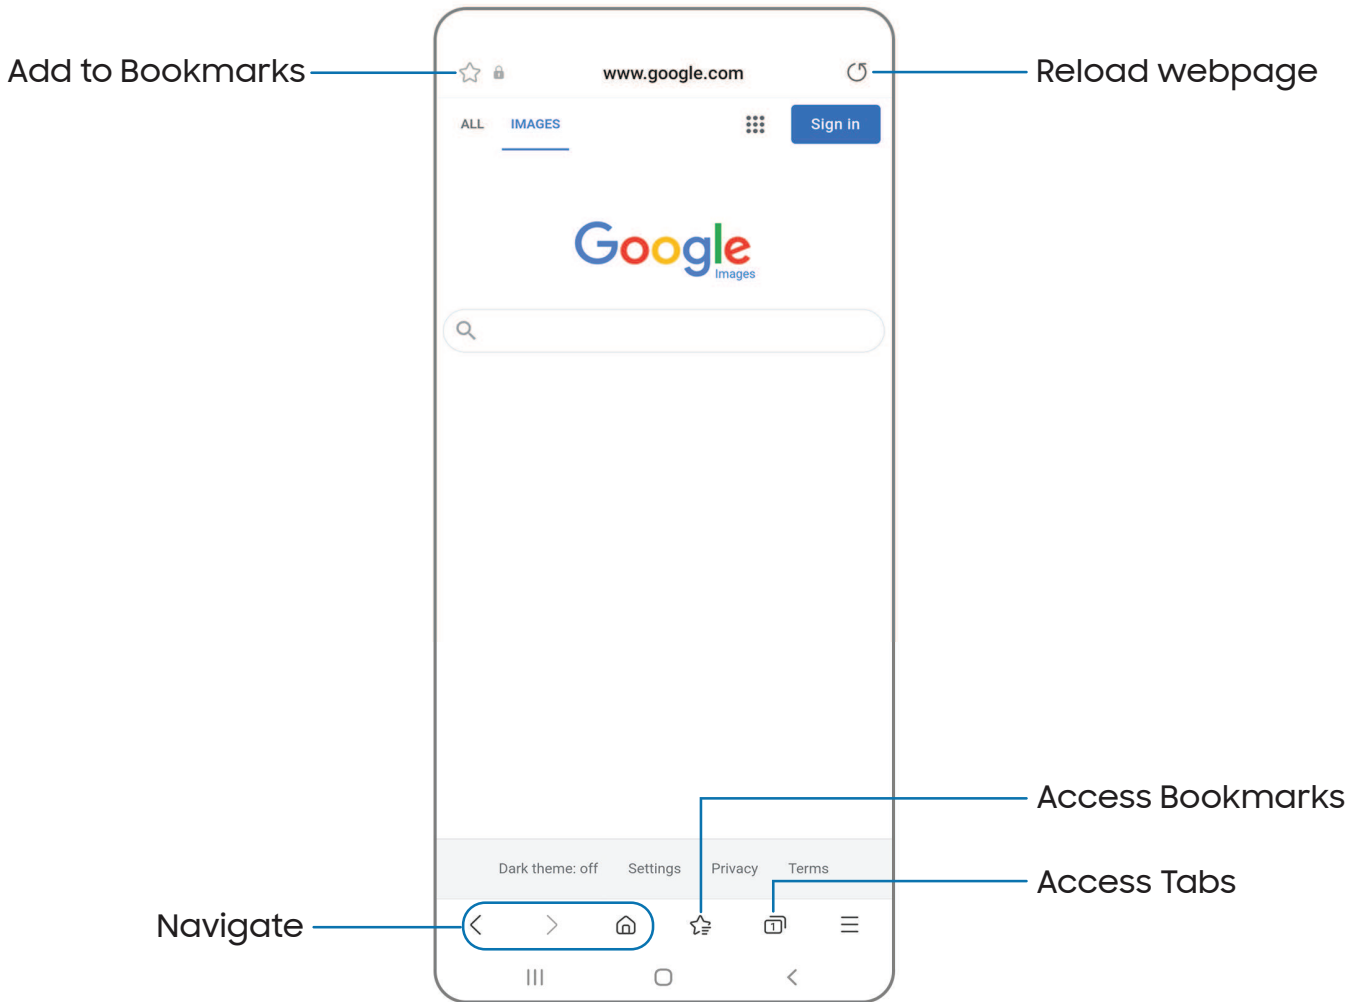 Add to Bookmarks
www.google.com
Reload webpage
ALL IMAGES
Sign in
Google
Images
Access Bookmarks
Dark theme: off Settings Privacy Terms
Access Tabs
Navigate
1